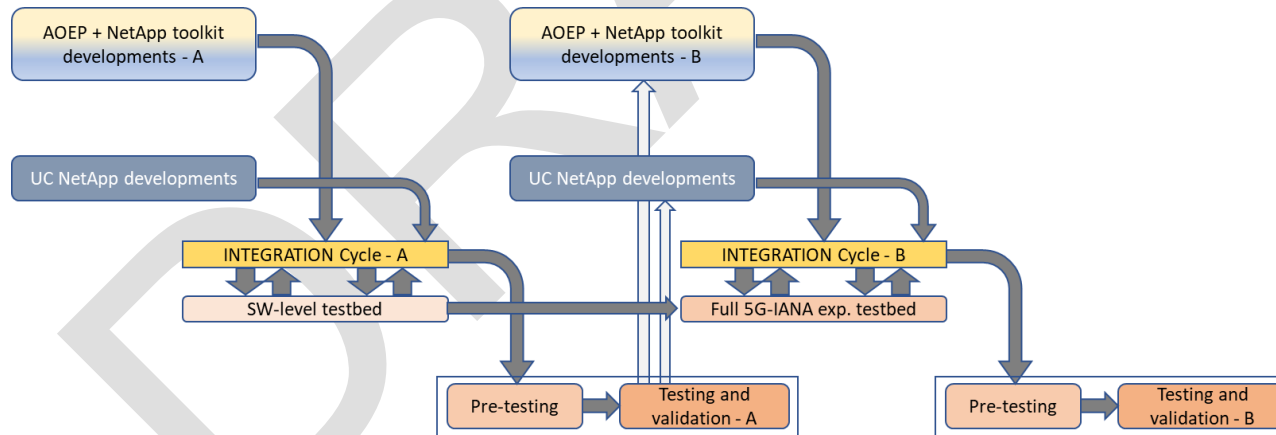 AOEP + NetApp toolkit
developments - A
AOEP + NetApp toolkit
developments - B
UC NetApp developments
UC NetApp developments
INTEGRATION Cycle - A
INTEGRATION Cycle - B
SW-level testbed
Full 5G-IANA exp. testbed
Pre-testing
Testing and
validation - A
Pre-testing
Testing and
validation - B